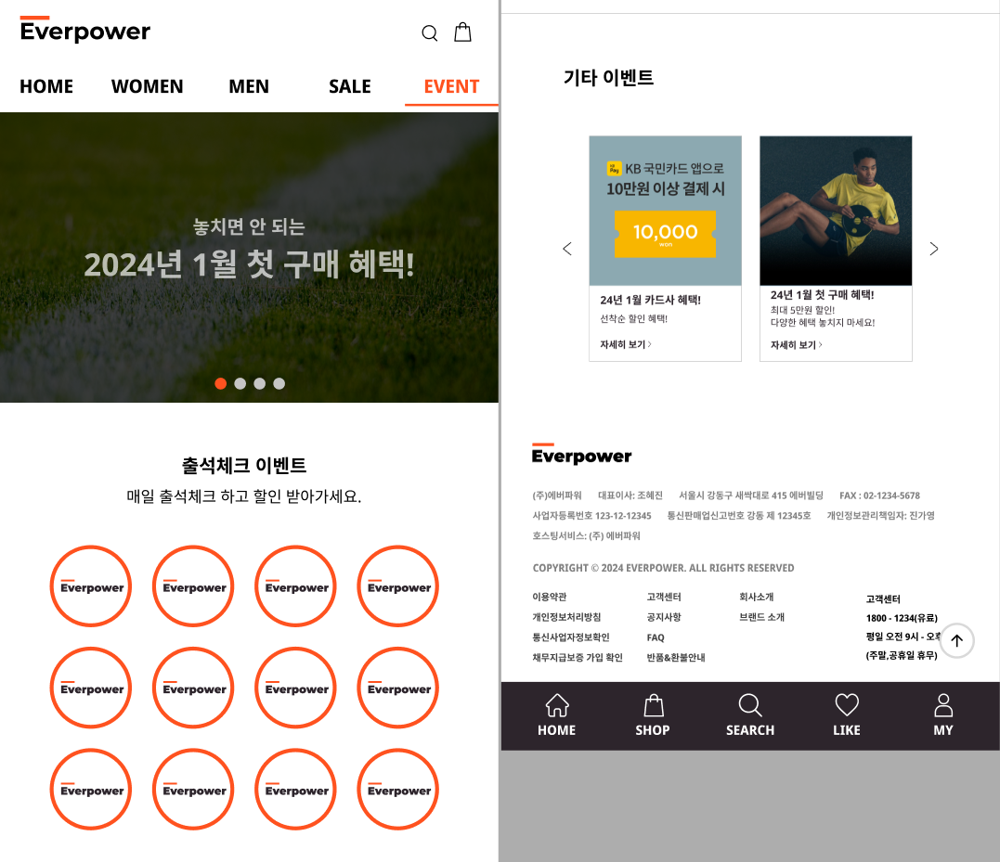 Everpower
HOME WOMEN MEN SALE EVENT
놓치면 안 되는
2024년 1월 첫 구매 혜택!
출석체크 이벤트
매일 출석체크 하고 할인 받아가세요.
Everpower Everpower Everpower Everpower
Everpower Everpower Everpower Everpower
Everpower Everpower Everpower Everpower
기타 이벤트
KB Pay KB 국민카드 앱으로
10만원 이상 결제 시
10,000
won
24년 1월 카드사 혜택!
선착순 할인 혜택!
자세히 보기
24년 1월 첫 구매 혜택!
최대 5만원 할인!
다양한 혜택 놓치지 마세요!
자세히 보기
Everpower
(주)에버파워 대표이사: 조혜진 서울시 강동구 새싹대로 415 에버빌딩 FAX : 02-1234-5678
사업자등록번호 123-12-12345 통신판매업신고번호 강동 제 12345호 개인정보관리책임자: 진가영
호스팅서비스: (주) 에버파워
COPYRIGHT © 2024 EVERPOWER. ALL RIGHTS RESERVED
이용약관
개인정보처리방침
통신사업자정보확인
채무지급보증 가입 확인
고객센터
공지사항
FAQ
반품&환불안내
회사소개
브랜드 소개
고객센터
1800 - 1234(유료)
평일 오전 9시 - 오후
(주말,공휴일 휴무)
HOME SHOP SEARCH LIKE MY